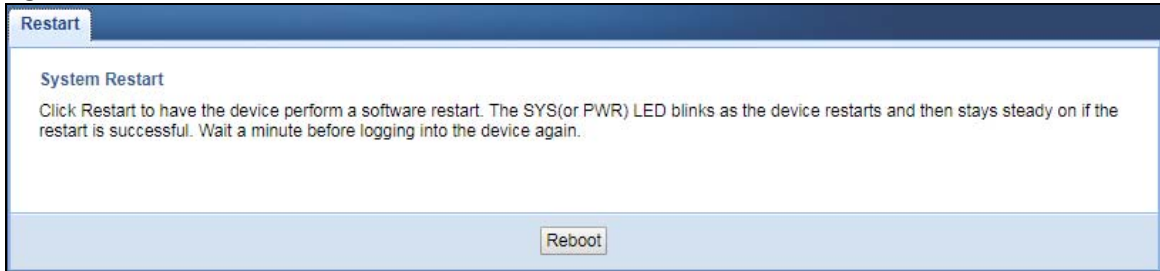 Restart
System Restart
Click Restart to have the device perform a software restart. The SYS(or PWR) LED blinks as the device restarts and then stays steady on if the
restart is successful. Wait a minute before logging into the device again.
Reboot